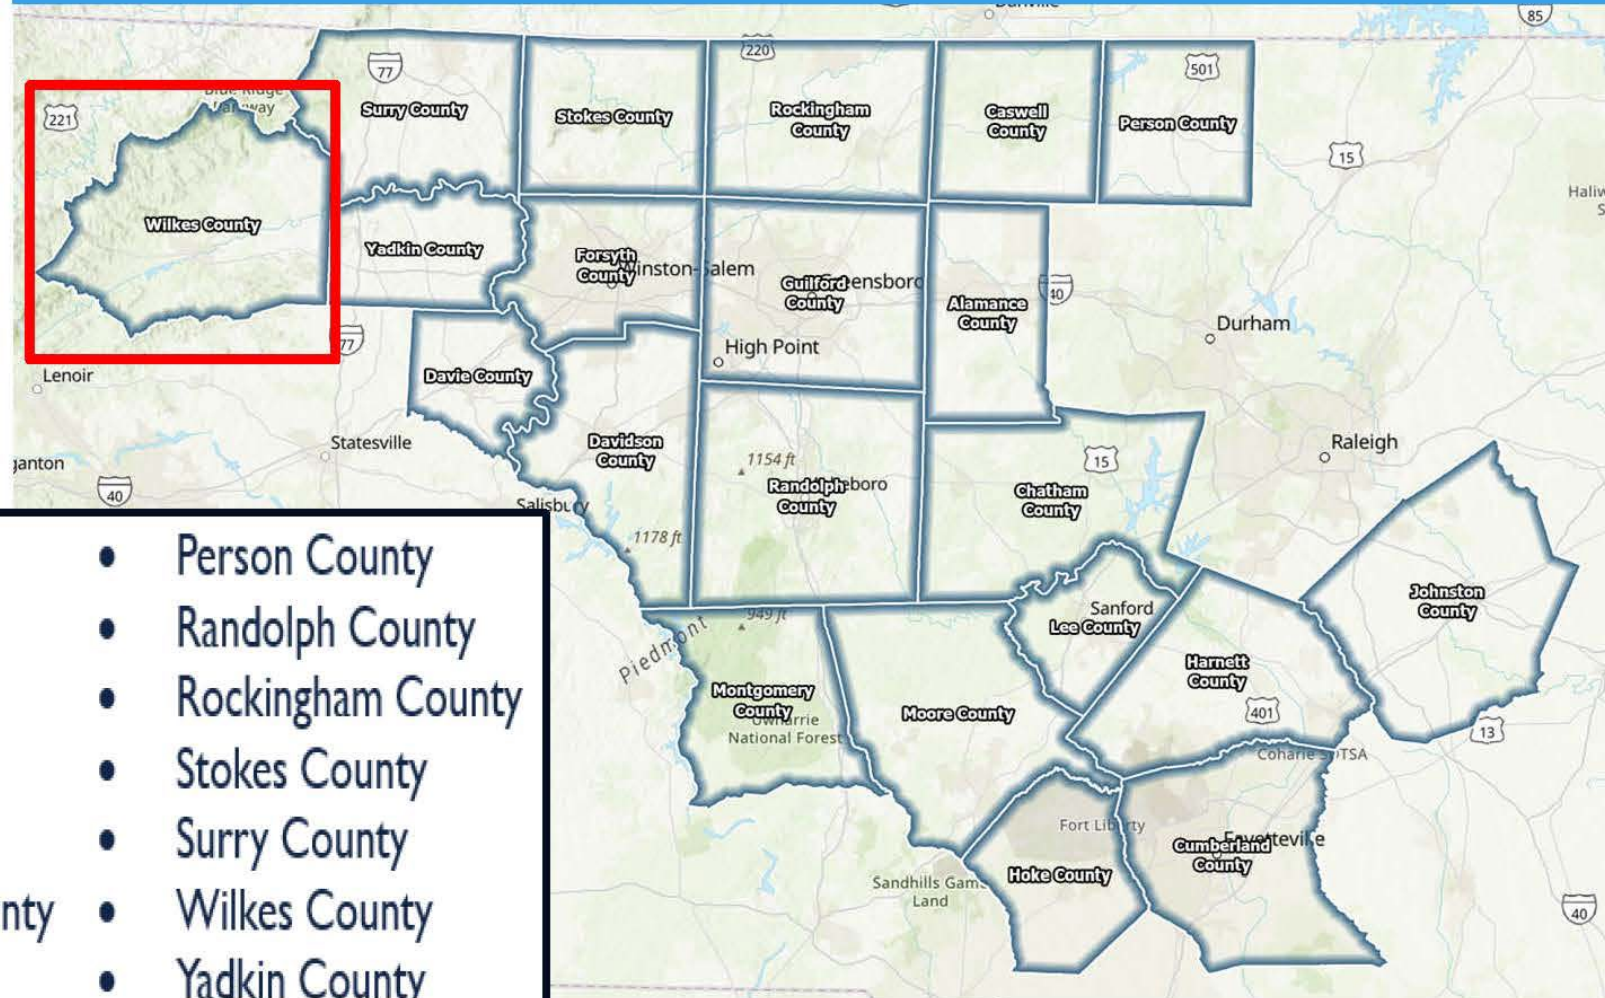 85
220
77
501
221
Surry County
Stokes County
Rockingham
County
Caswell
County
Person County
15
Wilkes County
Yadkin County
Forsyth
County
Guilford
County
Alamance
County
40
77
High Point
Durham
Lenoir
Davie County
Statesville
Davidson
County
Raleigh
40
1154 ft
Randolph
County
15
Chatham
County
Salisbury
1178 ft
Johnston
County
949 ft
Piedmont
Sanford
Lee County
Harnett
County
Montgomery
County
National Forest
Moore County
401
13
Fort Liberty
Cumberland
County
Fayetteville
Hoke County
Sandhills Game
Land
40
• Person County
• Randolph County
• Rockingham County
• Stokes County
• Surry County
nty • Wilkes County
• Yadkin County